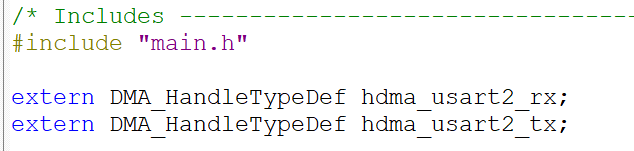 /* Includes ---------------------------------
#include "main.h"
extern DMA_HandleTypeDef hdma_usart2_rx;
extern DMA_HandleTypeDef hdma_usart2_tx;